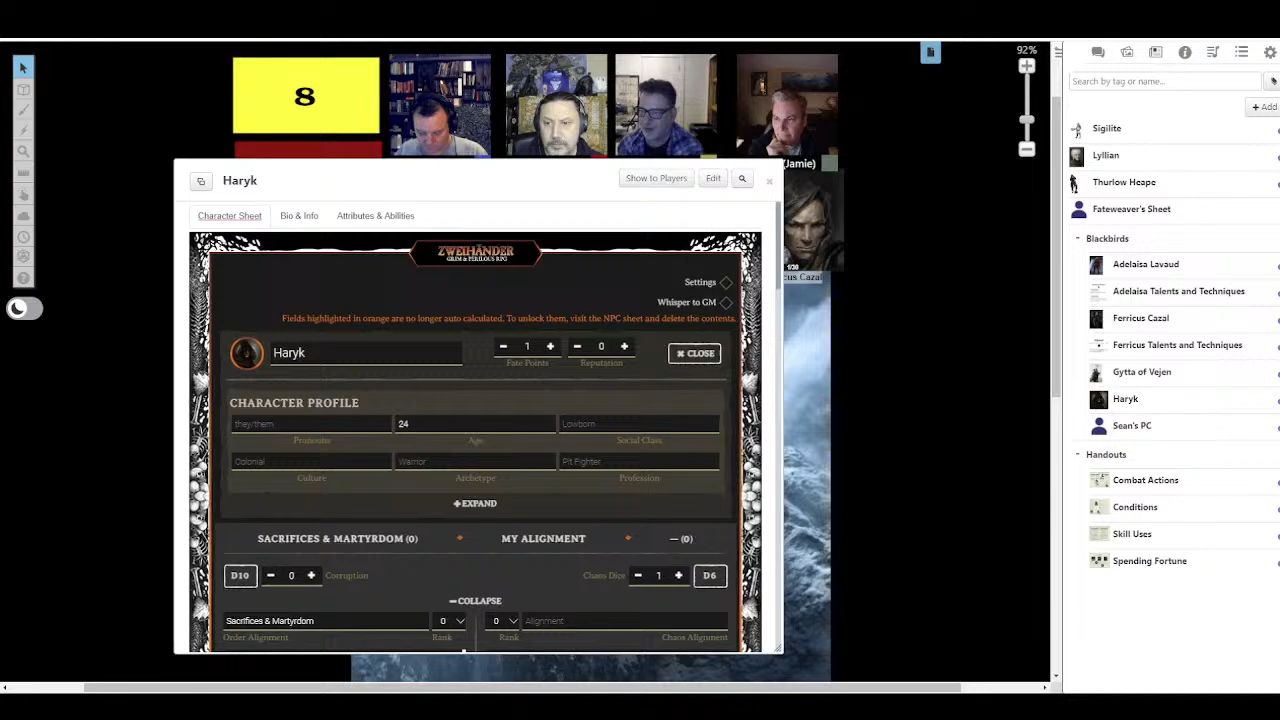 92%
8
Search by tag or name...
+ Add
Sigilite
Lyllian
Thurlow Heape
Fateweaver's Sheet
Blackbirds
Adelaisa Lavaud
Adelaisa Talents and Techniques
Ferricus Cazal
Ferricus Talents and Techniques
Gytta of Vejen
Haryk
Sean's PC
Handouts
Combat Actions
Conditions
Skill Uses
Spending Fortune
(Jamie)
1/30
cus Cazal
Haryk
Show to Players Edit
Character Sheet Bio & Info Attributes & Abilities
ZWEIHÄNDER
GRIM & PERILOUS RPG
Settings
Whisper to GM
Fields highlighted in orange are no longer auto calculated. To unlock them, visit the NPC sheet and delete the contents.
Haryk - 1 + - 0 + ✖ CLOSE
Fate Points Reputation
CHARACTER PROFILE
they/them 24 Lowborn
Pronouns Age Social Class
Colonial Warrior Pit Fighter
Culture Archetype Profession
+EXPAND
SACRIFICES & MARTYRDOM (0) MY ALIGNMENT — (0)
D10 - 0 + Corruption Chaos Dice - 1 + D6
—COLLAPSE
Sacrifices & Martyrdom 0 0 Alignment
Order Alignment Rank Rank Chaos Alignment